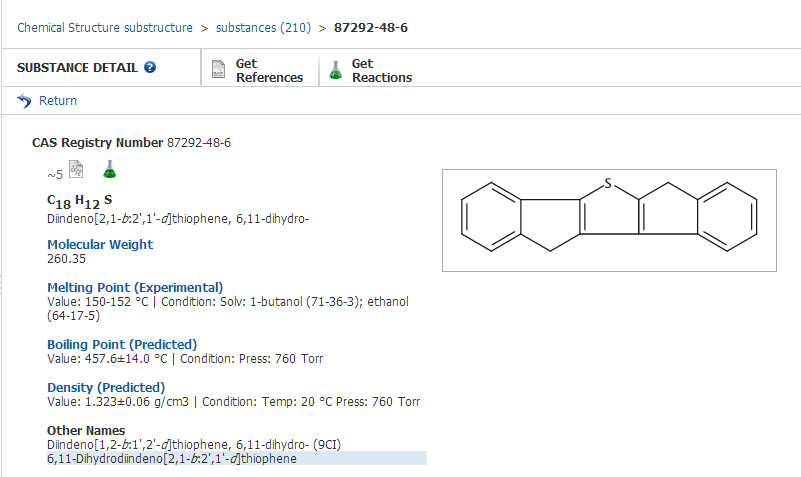 Chemical Structure substructure > substances (210) > 87292-48-6
SUBSTANCE DETAIL ?
Get References
Get Reactions
Return
CAS Registry Number 87292-48-6
~5
C18 H12 S
Diindeno[2,1-b:2',1'-d]thiophene, 6,11-dihydro-
Molecular Weight
260.35
Melting Point (Experimental)
Value: 150-152 °C | Condition: Solv: 1-butanol (71-36-3); ethanol
(64-17-5)
Boiling Point (Predicted)
Value: 457.6±14.0 °C | Condition: Press: 760 Torr
Density (Predicted)
Value: 1.323±0.06 g/cm3 | Condition: Temp: 20 °C Press: 760 Torr
Other Names
Diindeno[1,2-b:1',2'-d]thiophene, 6,11-dihydro- (9CI)
6,11-Dihydrodiindeno[2,1-b:2',1'-d]thiophene
S